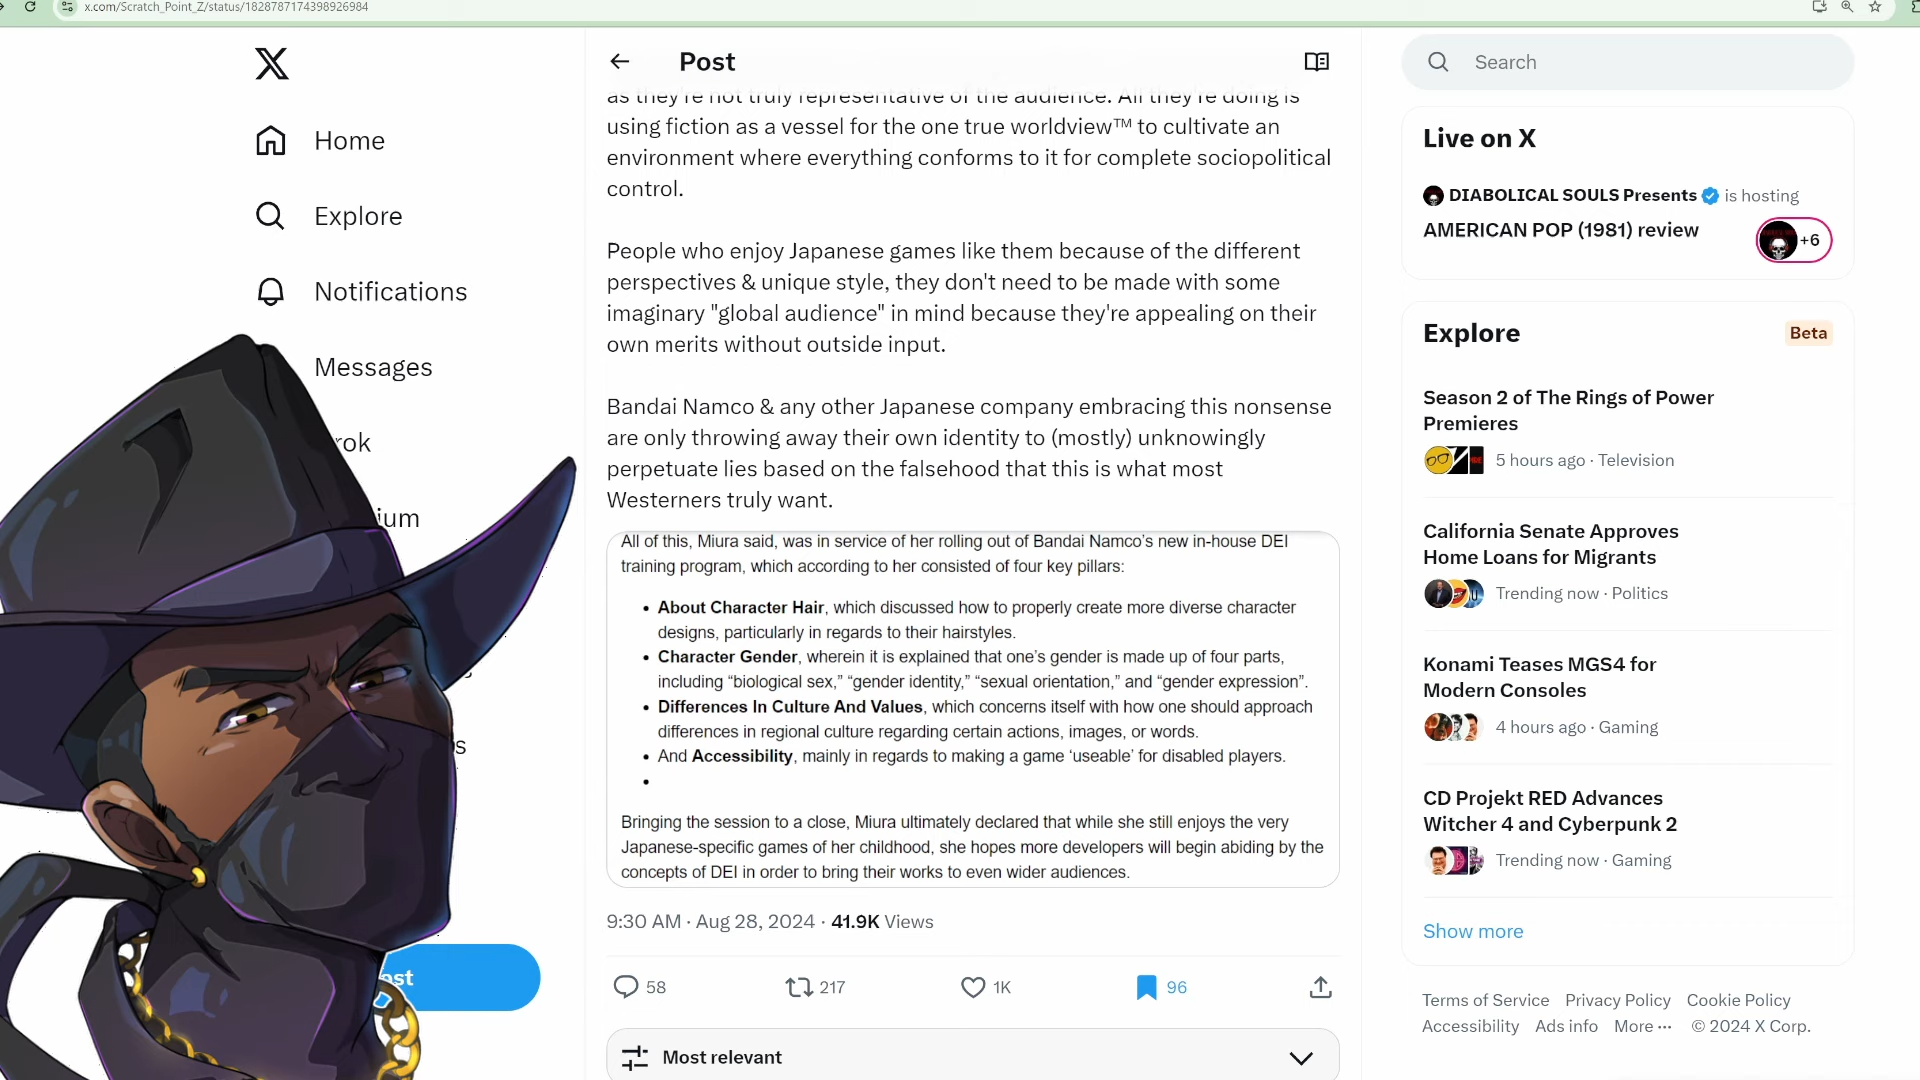 x.com/Scratch_Point_Z/status/1828787174398926984
Home
Explore
Notifications
Messages
rok
ium
s
ost
Post
as they're not truly representative of the audience. All they're doing is
using fiction as a vessel for the one true worldview™ to cultivate an
environment where everything conforms to it for complete sociopolitical
control.
People who enjoy Japanese games like them because of the different
perspectives & unique style, they don't need to be made with some
imaginary "global audience" in mind because they're appealing on their
own merits without outside input.
Bandai Namco & any other Japanese company embracing this nonsense
are only throwing away their own identity to (mostly) unknowingly
perpetuate lies based on the falsehood that this is what most
Westerners truly want.
All of this, Miura said, was in service of her rolling out of Bandai Namco's new in-house DEI
training program, which according to her consisted of four key pillars:
• About Character Hair, which discussed how to properly create more diverse character
designs, particularly in regards to their hairstyles.
• Character Gender, wherein it is explained that one's gender is made up of four parts,
including “biological sex,” “gender identity,” “sexual orientation,” and “gender expression”.
• Differences In Culture And Values, which concerns itself with how one should approach
differences in regional culture regarding certain actions, images, or words.
• And Accessibility, mainly in regards to making a game ‘useable’ for disabled players.
•
Bringing the session to a close, Miura ultimately declared that while she still enjoys the very
Japanese-specific games of her childhood, she hopes more developers will begin abiding by the
concepts of DEI in order to bring their works to even wider audiences.
9:30 AM · Aug 28, 2024 · 41.9K Views
58 217 1K 96
Most relevant
Search
Live on X
DIABOLICAL SOULS Presents is hosting
AMERICAN POP (1981) review
+6
Explore
Beta
Season 2 of The Rings of Power
Premieres
5 hours ago · Television
California Senate Approves
Home Loans for Migrants
Trending now · Politics
Konami Teases MGS4 for
Modern Consoles
4 hours ago · Gaming
CD Projekt RED Advances
Witcher 4 and Cyberpunk 2
Trending now · Gaming
Show more
Terms of Service Privacy Policy Cookie Policy
Accessibility Ads info More ··· © 2024 X Corp.